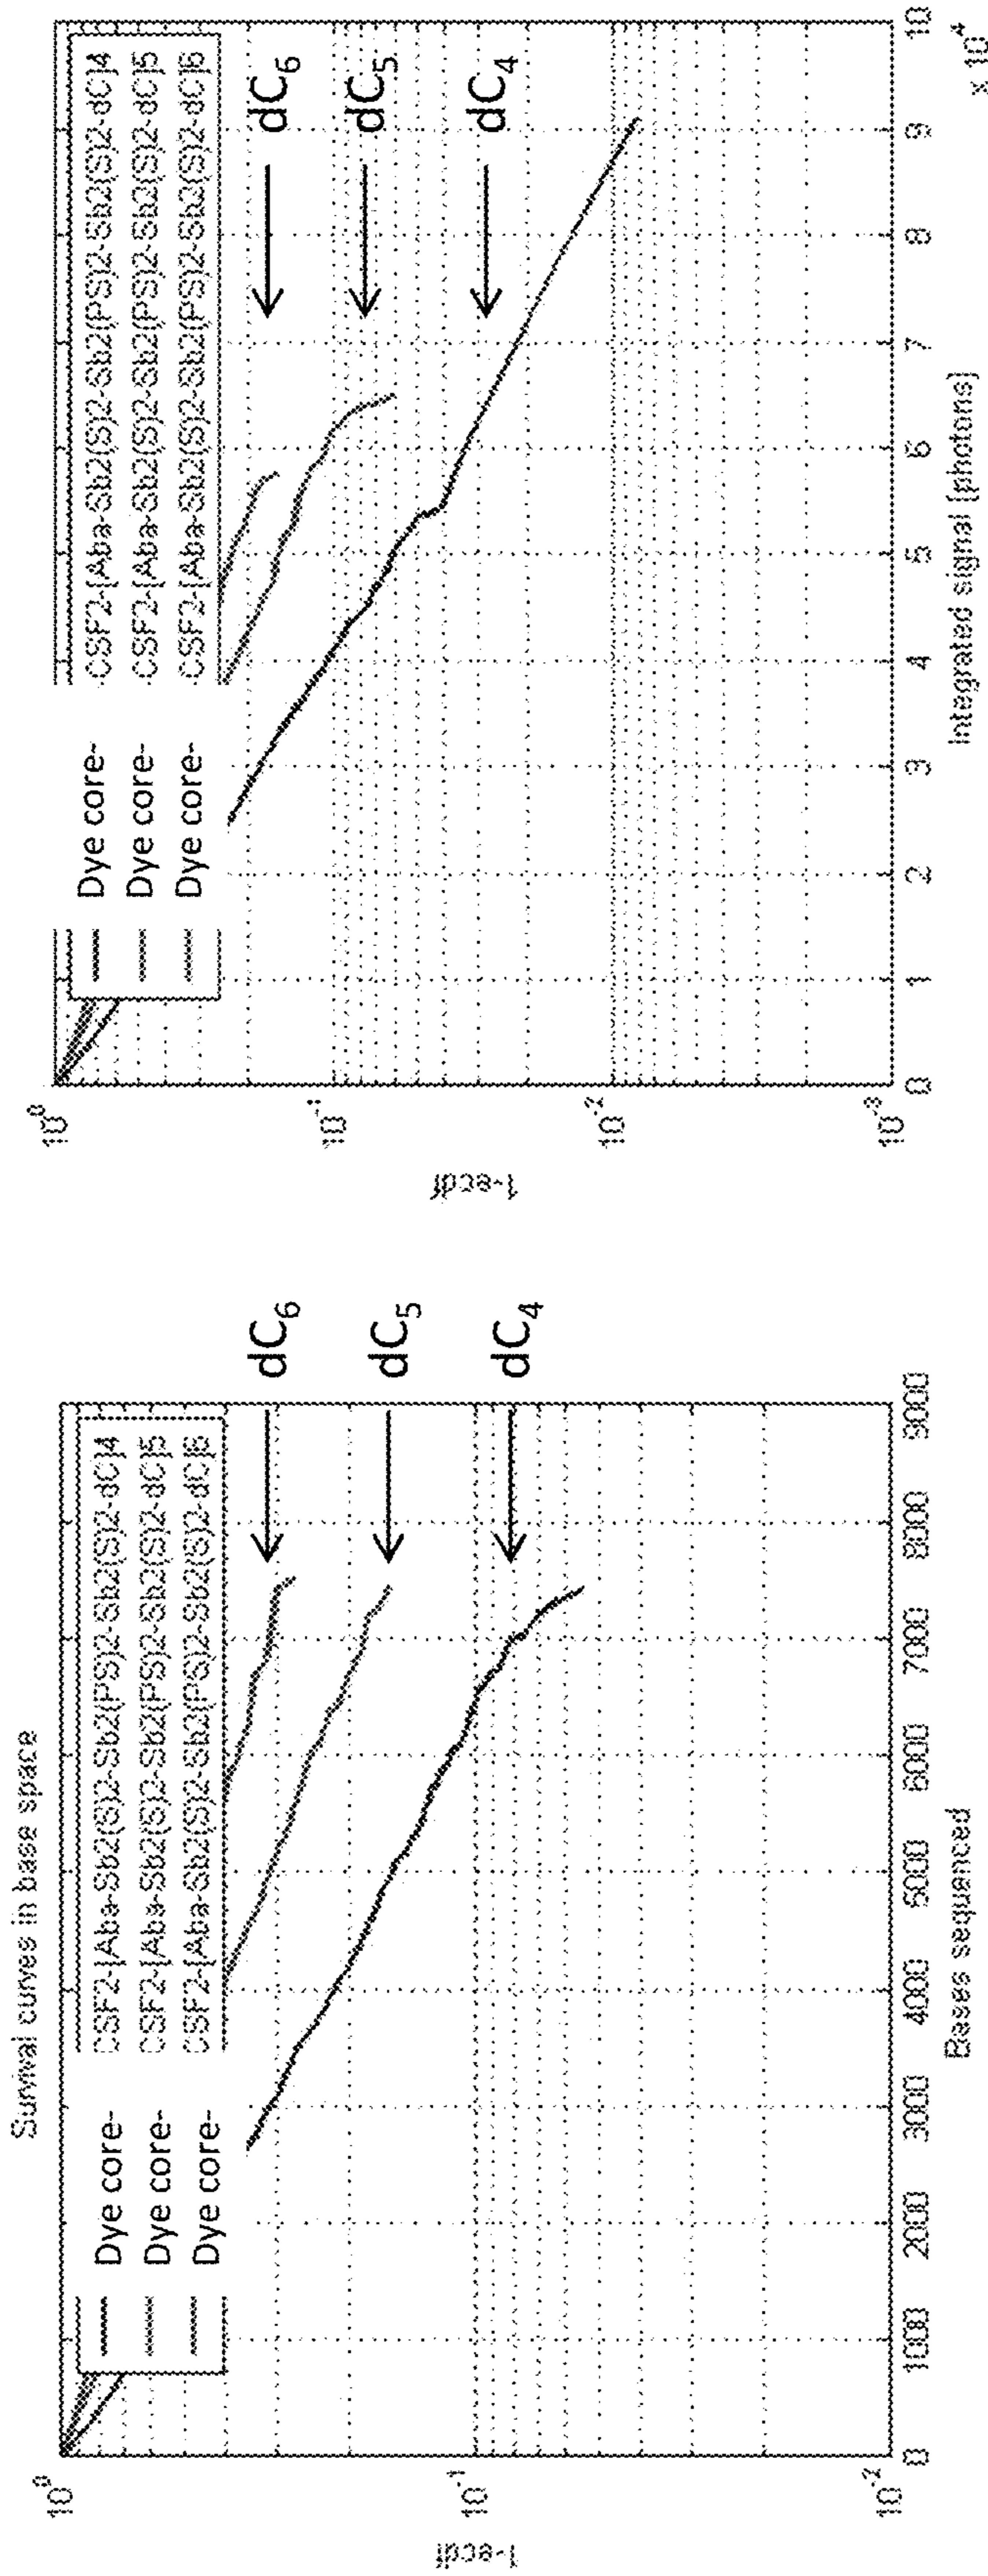 Survival curves in base space
Dye core- CSF2-[Aba-Sb2(S)2-Sb2(PS)2-Sb2(S)2-dC]4
Dye core- CSF2-[Aba-Sb2(S)2-Sb2(PS)2-Sb2(S)2-dC]5
Dye core- CSF2-[Aba-Sb2(S)2-Sb2(PS)2-Sb2(S)2-dC]6
dC6
dC5
dC4
10^0
10^-1
10^-2
1-ecdf
0 1000 2000 3000 4000 5000 6000 7000 8000 9000
Bases sequenced
Dye core- -CSF2-[Aba-Sb2(S)2-Sb2(PS)2-Sb2(S)2-dC]4
Dye core- -CSF2-[Aba-Sb2(S)2-Sb2(PS)2-Sb2(S)2-dC]5
Dye core- -CSF2-[Aba-Sb2(S)2-Sb2(PS)2-Sb2(S)2-dC]6
dC6
dC5
dC4
10^0
10^-1
10^-2
10^-3
1-ecdf
0 1 2 3 4 5 6 7 8 9 10
x 10^4
Integrated signal [photons]